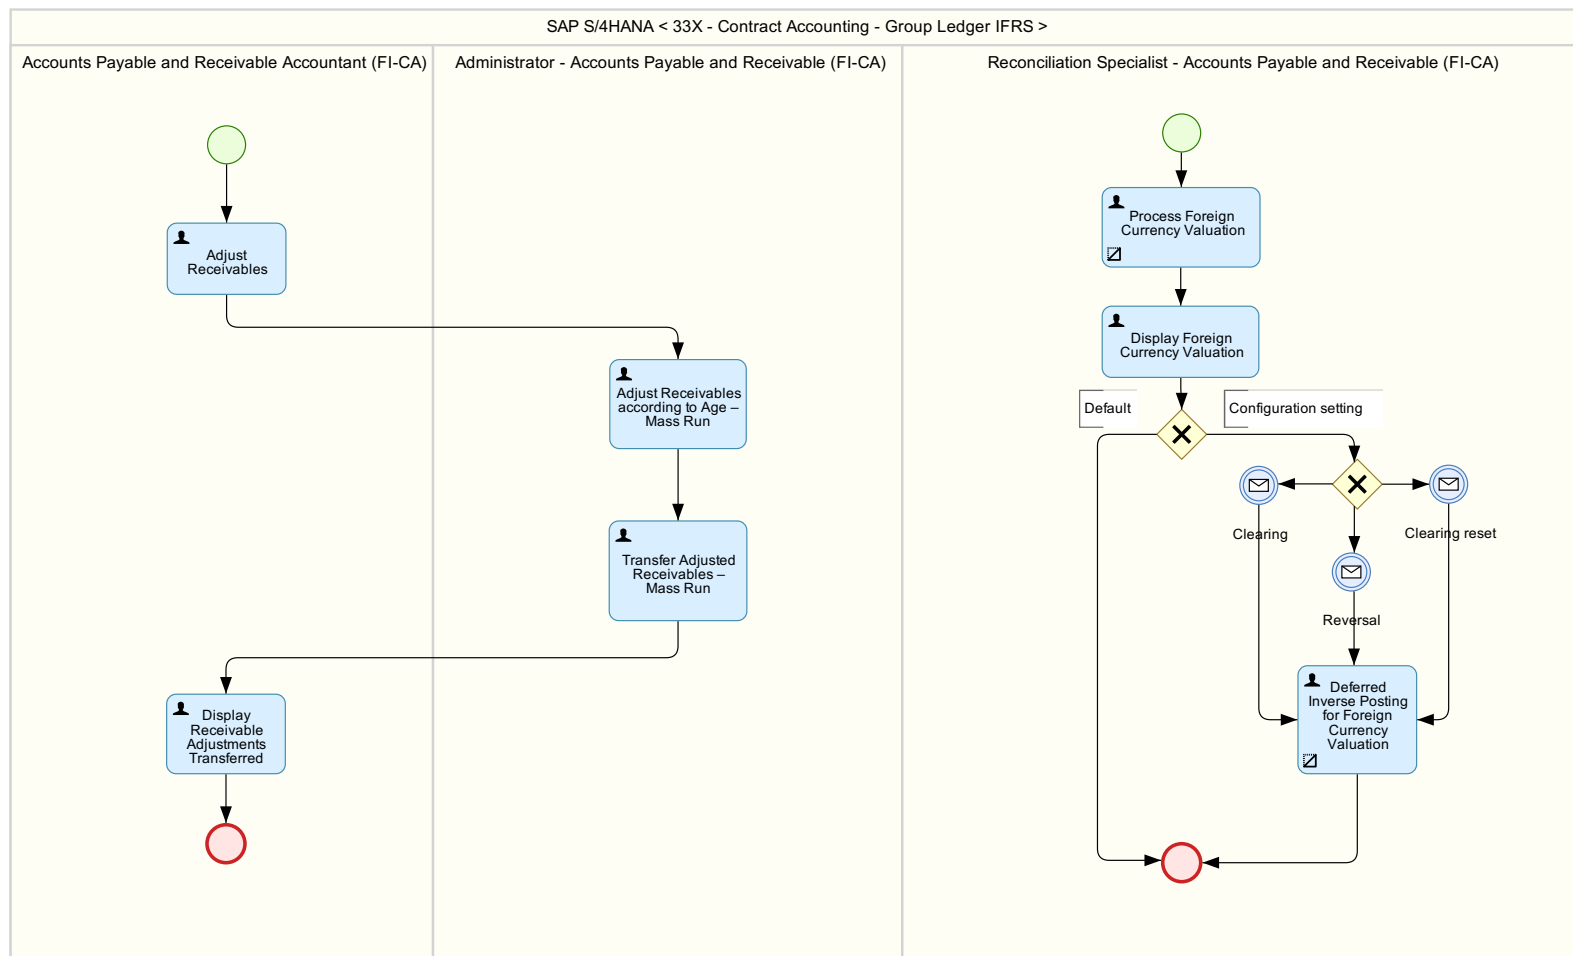 SAP S/4HANA < 33X - Contract Accounting - Group Ledger IFRS >
Accounts Payable and Receivable Accountant (FI-CA)
Administrator - Accounts Payable and Receivable (FI-CA)
Reconciliation Specialist - Accounts Payable and Receivable (FI-CA)
Adjust
Receivables
Adjust Receivables
according to Age –
Mass Run
Transfer Adjusted
Receivables –
Mass Run
Display
Receivable
Adjustments
Transferred
Process Foreign
Currency Valuation
Display Foreign
Currency Valuation
Default
Configuration setting
Clearing
Clearing reset
Reversal
Deferred
Inverse Posting
for Foreign
Currency
Valuation